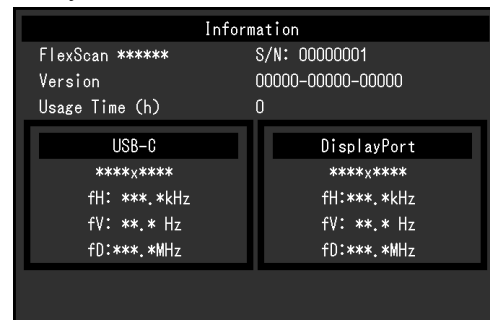 Information
FlexScan ****** S/N: 00000001
Version 00000-00000-00000
Usage Time (h) 0
USB-C
****x****
fH: ***.*kHz
fV: **.* Hz
fD:***.*MHz
DisplayPort
****x****
fH:***.*kHz
fV: **.* Hz
fD:***.*MHz